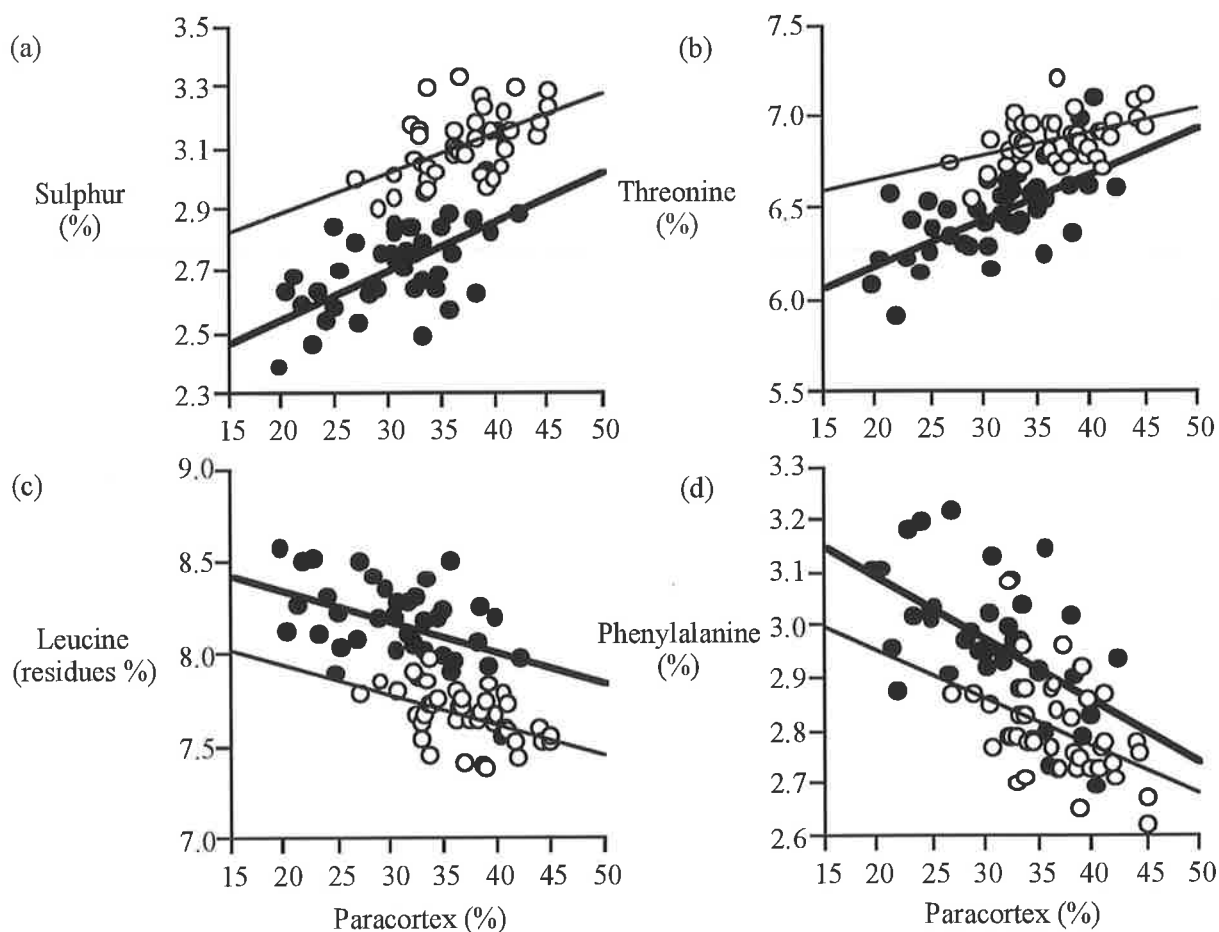 (a)
3.5
3.3
3.1
2.9
2.7
2.5
2.3
Sulphur
(%)
15 20 25 30 35 40 45 50
(b)
7.5
7.0
6.5
6.0
5.5
Threonine
(%)
15 20 25 30 35 40 45 50
(c)
9.0
8.5
8.0
7.5
7.0
Leucine
(residues %)
15 20 25 30 35 40 45 50
Paracortex (%)
(d)
3.3
3.2
3.1
3.0
2.9
2.8
2.7
2.6
Phenylalanine
(%)
15 20 25 30 35 40 45 50
Paracortex (%)